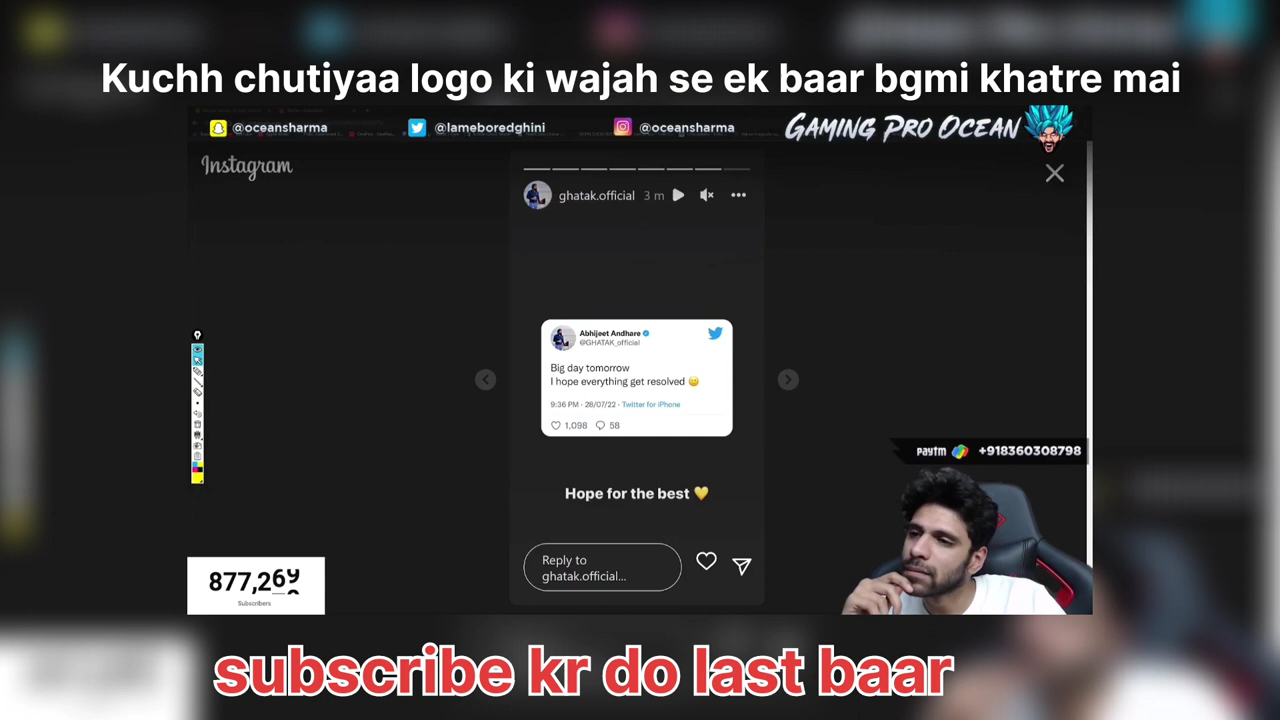 Kuchh chutiyaa logo ki wajah se ek baar bgmi khatre mai
@oceansharma
@lameboredghini
@oceansharma
GAMING PRO OCEAN
Instagram
ghatak.official 3 m
Abhijeet Andhare
@GHATAK_official
Big day tomorrow
I hope everything get resolved
9:36 PM · 28/07/22 · Twitter for iPhone
1,098 58
Paytm +918360308798
Hope for the best
Reply to
ghatak.official...
877,269
Subscribers
subscribe kr do last baar